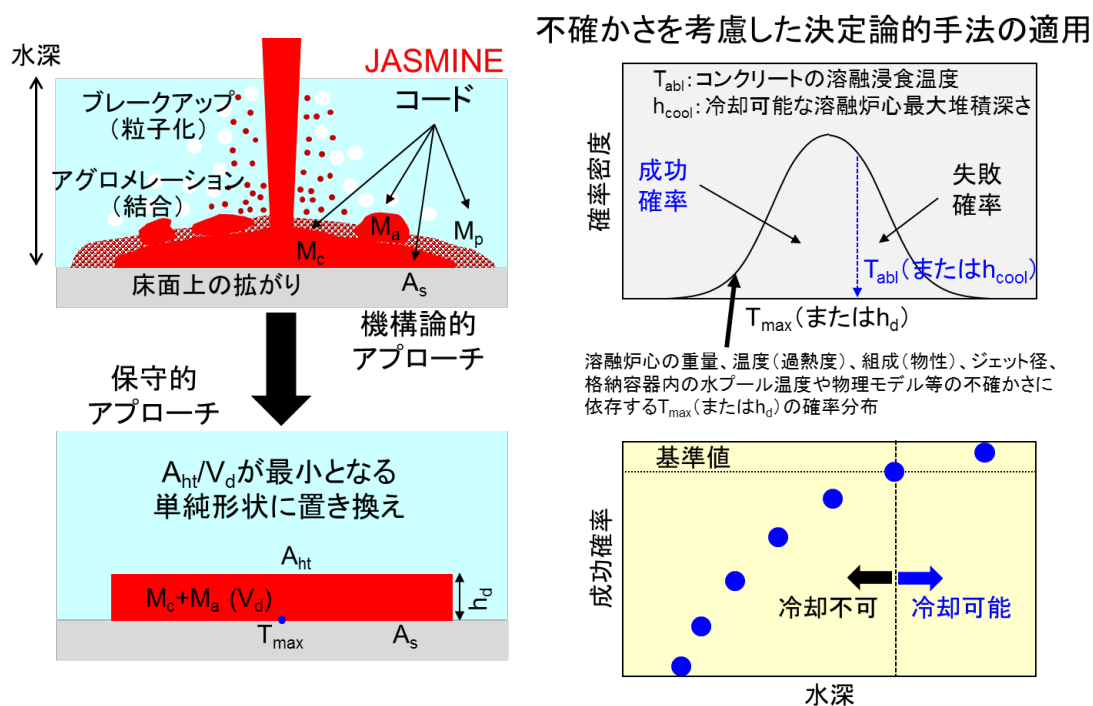 水深
JASMINE
コード
ブレークアップ
（粒子化）
アグロメレーション
（結合）
Ma
Mp
Mc
As
床面上の拡がり
機構論的
アプローチ
保守的
アプローチ
Aht/Vdが最小となる
単純形状に置き換え
Aht
Mc+Ma (Vd)
hd
Tmax
As
不確かさを考慮した決定論的手法の適用
Tabl：コンクリートの溶融浸食温度
hcool：冷却可能な溶融炉心最大堆積深さ
確率密度
成功
確率
失敗
確率
Tabl（またはhcool）
Tmax（またはhd）
溶融炉心の重量、温度（過熱度）、組成（物性）、ジェット径、
格納容器内の水プール温度や物理モデル等の不確かさに
依存するTmax（またはhd）の確率分布
基準値
成功確率
冷却不可
冷却可能
水深